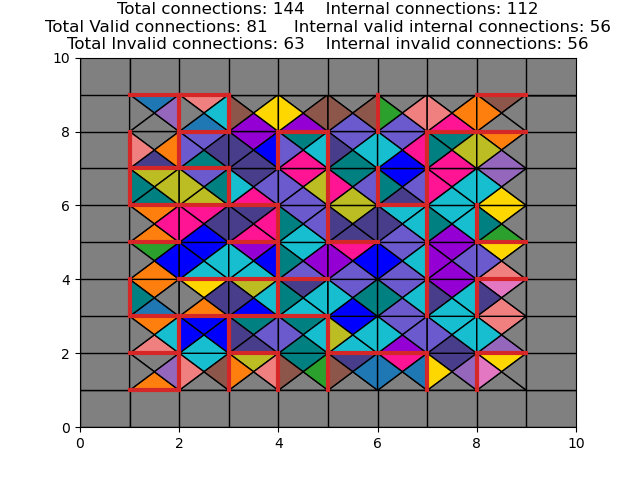 Total connections: 144    Internal connections: 112
Total Valid connections: 81     Internal valid internal connections: 56
Total Invalid connections: 63    Internal invalid connections: 56
10
8
6
4
2
0
0 2 4 6 8 10